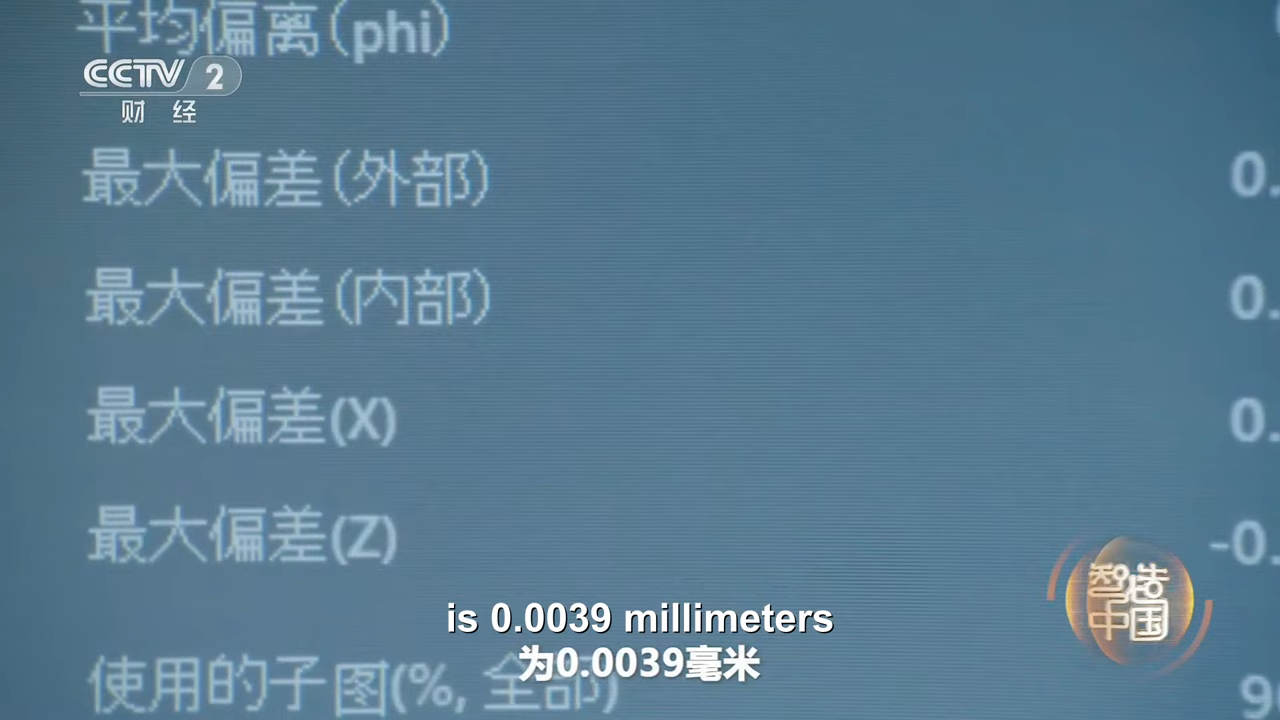 平均偏离(phi)
CCTV 2
财 经
最大偏差(外部)
0.
最大偏差(内部)
0.
最大偏差(X)
0.
最大偏差(Z)
-0.
智造
中国
is 0.0039 millimeters
为0.0039毫米
使用的子图(%, 全部)